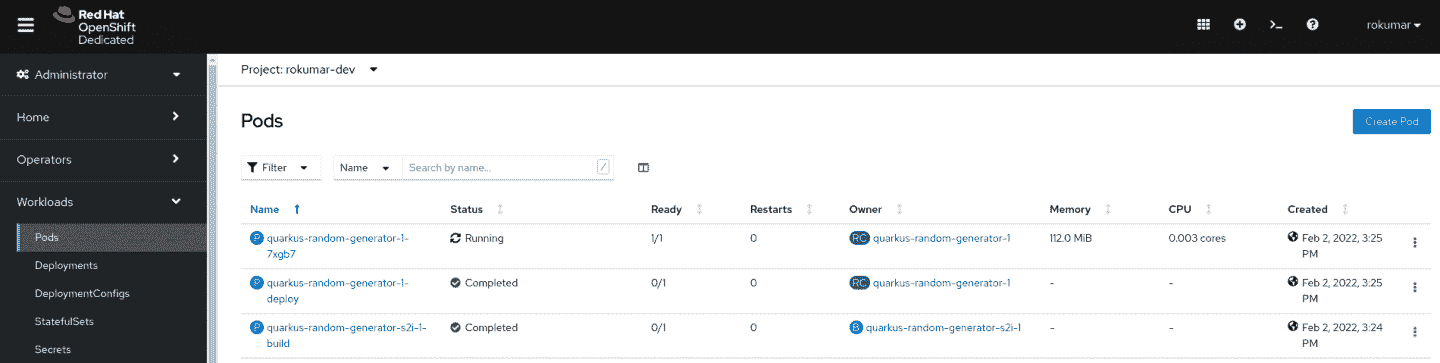 Red Hat
OpenShift
Dedicated
rokumar
Administrator
Home
Operators
Workloads
Pods
Deployments
DeploymentConfigs
StatefulSets
Secrets
Project: rokumar-dev
Pods
Create Pod
Filter
Name
Search by name...
/
Name Status Ready Restarts Owner Memory CPU Created
P quarkus-random-generator-1-
7xgb7
Running 1/1 0 RC quarkus-random-generator-1 112.0 MiB 0.003 cores Feb 2, 2022, 3:25
PM
P quarkus-random-generator-1-
deploy
Completed 0/1 0 RC quarkus-random-generator-1 - - Feb 2, 2022, 3:25
PM
P quarkus-random-generator-s2i-1-
build
Completed 0/1 0 B quarkus-random-generator-s2i-1 - - Feb 2, 2022, 3:24
PM